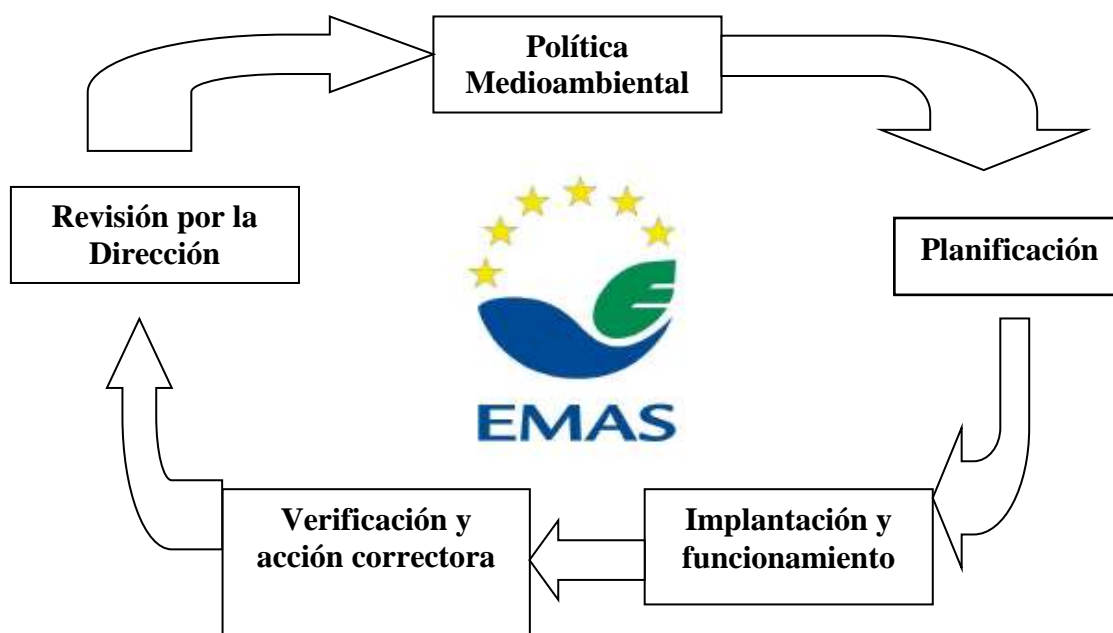 Política
Medioambiental
Revisión por la
Dirección
Planificación
EMAS
Verificación y
acción correctora
Implantación y
funcionamiento